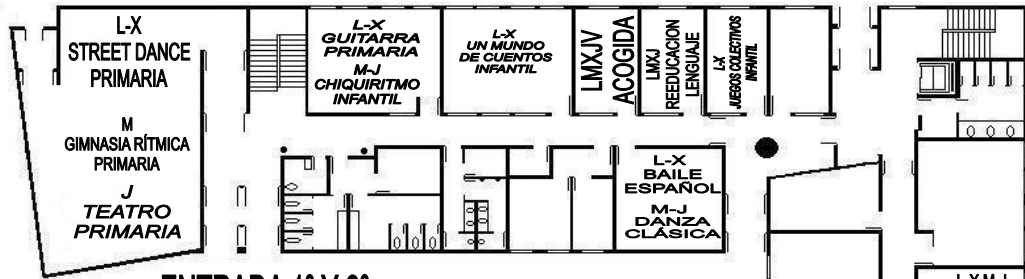 L-X
STREET DANCE
PRIMARIA
M
GIMNASIA RÍTMICA
PRIMARIA
J
TEATRO
PRIMARIA
L-X
GUITARRA
PRIMARIA
M-J
CHIQUIRITMO
INFANTIL
L-X
UN MUNDO
DE CUENTOS
INFANTIL
LMXJV
ACOGIDA
LMXJ
REEDUCACION
LENGUAJE
L-X
JUEGOS COLECTIVOS
INFANTIL
L-X
BAILE
ESPAÑOL
M-J
DANZA
CLÁSICA